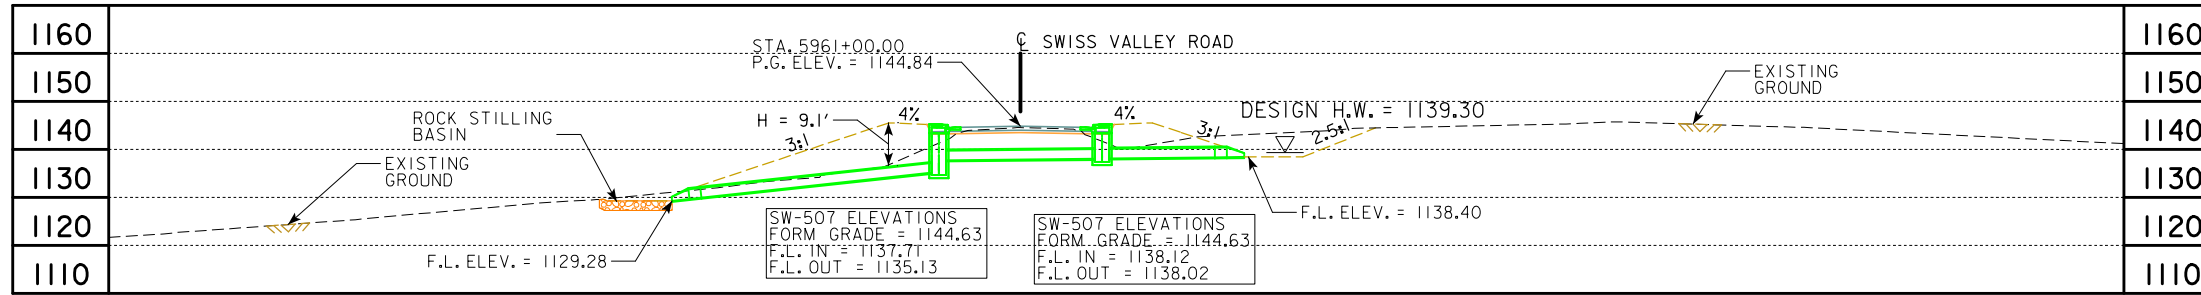 1160
1150
1140
1130
1120
1110
STA. 5961+00.00
P.G. ELEV. = 1144.84
℄ SWISS VALLEY ROAD
ROCK STILLING
BASIN
H = 9.1'
4%
3:1
4%
3:1
DESIGN H.W. = 1139.30
2.5:1
EXISTING
GROUND
EXISTING
GROUND
F.L. ELEV. = 1129.28
SW-507 ELEVATIONS
FORM GRADE = 1144.63
F.L. IN = 1137.71
F.L. OUT = 1135.13
SW-507 ELEVATIONS
FORM GRADE = 1144.63
F.L. IN = 1138.12
F.L. OUT = 1138.02
F.L. ELEV. = 1138.40
1160
1150
1140
1130
1120
1110